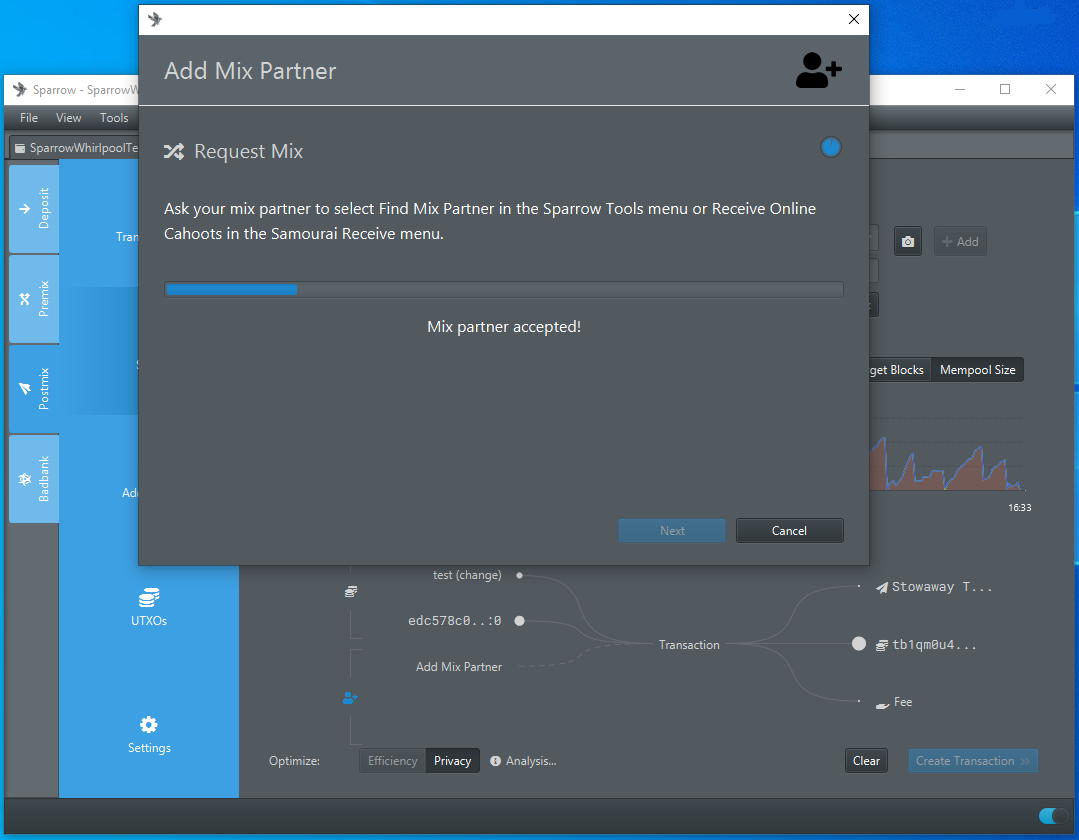 Add Mix Partner
Sparrow - SparrowW
File View Tools
SparrowWhirlpoolTe
Request Mix
Ask your mix partner to select Find Mix Partner in the Sparrow Tools menu or Receive Online
Cahoots in the Samourai Receive menu.
Mix partner accepted!
Next
Cancel
Deposit
Premix
Postmix
Badbank
Tran
S
Add
UTXOs
Settings
+ Add
get Blocks
Mempool Size
16:33
test (change)
edc578c0..:0
Add Mix Partner
Transaction
Stowaway T...
tb1qm0u4...
Fee
Optimize:
Efficiency
Privacy
Analysis...
Clear
Create Transaction »